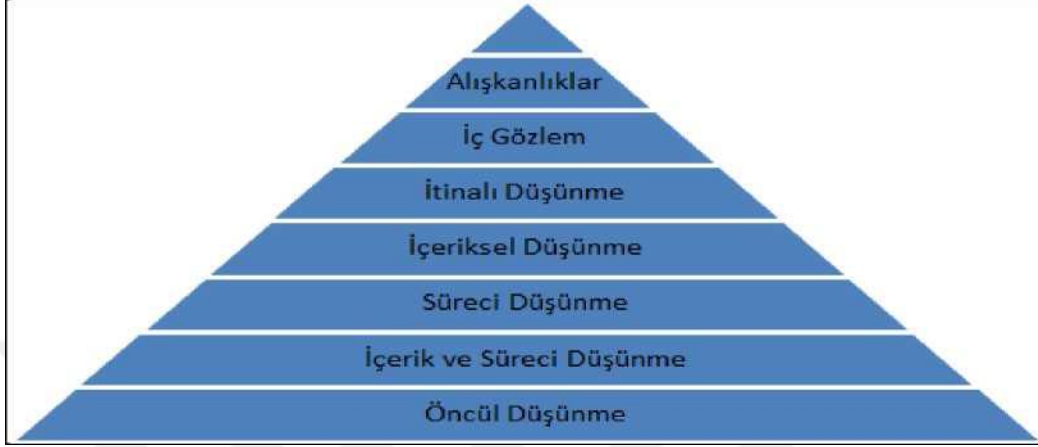 Alışkanlıklar
İç Gözlem
İtinalı Düşünme
İçeriksel Düşünme
Süreci Düşünme
İçerik ve Süreci Düşünme
Öncül Düşünme